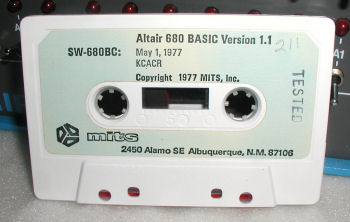 Altair 680 BASIC Version 1.1
211
SW-680BC: May 1, 1977
KCACR
Copyright 1977 MITS, Inc.
TESTED
mits
2450 Alamo SE Albuquerque, N.M. 87106
A1